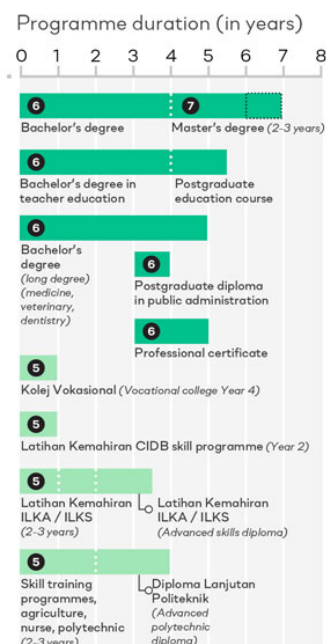 Programme duration (in years)
0 1 2 3 4 5 6 7 8
6 7
Bachelor's degree Master's degree (2-3 years)
6
Bachelor's degree in Postgraduate
teacher education education course
6
Bachelor's
degree
(long degree)
(medicine,
veterinary,
dentistry)
6
Postgraduate diploma
in public administration
6
Professional certificate
5
Kolej Vokasional (Vocational college Year 4)
5
Latihan Kemahiran CIDB skill programme (Year 2)
5
Latihan Kemahiran
ILKA / ILKS
(2-3 years)
Latihan Kemahiran
ILKA / ILKS
(Advanced skills diploma)
5
Skill training
programmes,
agriculture,
nurse, polytechnic
(2-3 years)
Diploma Lanjutan
Politeknik
(Advanced
polytechnic
diploma)